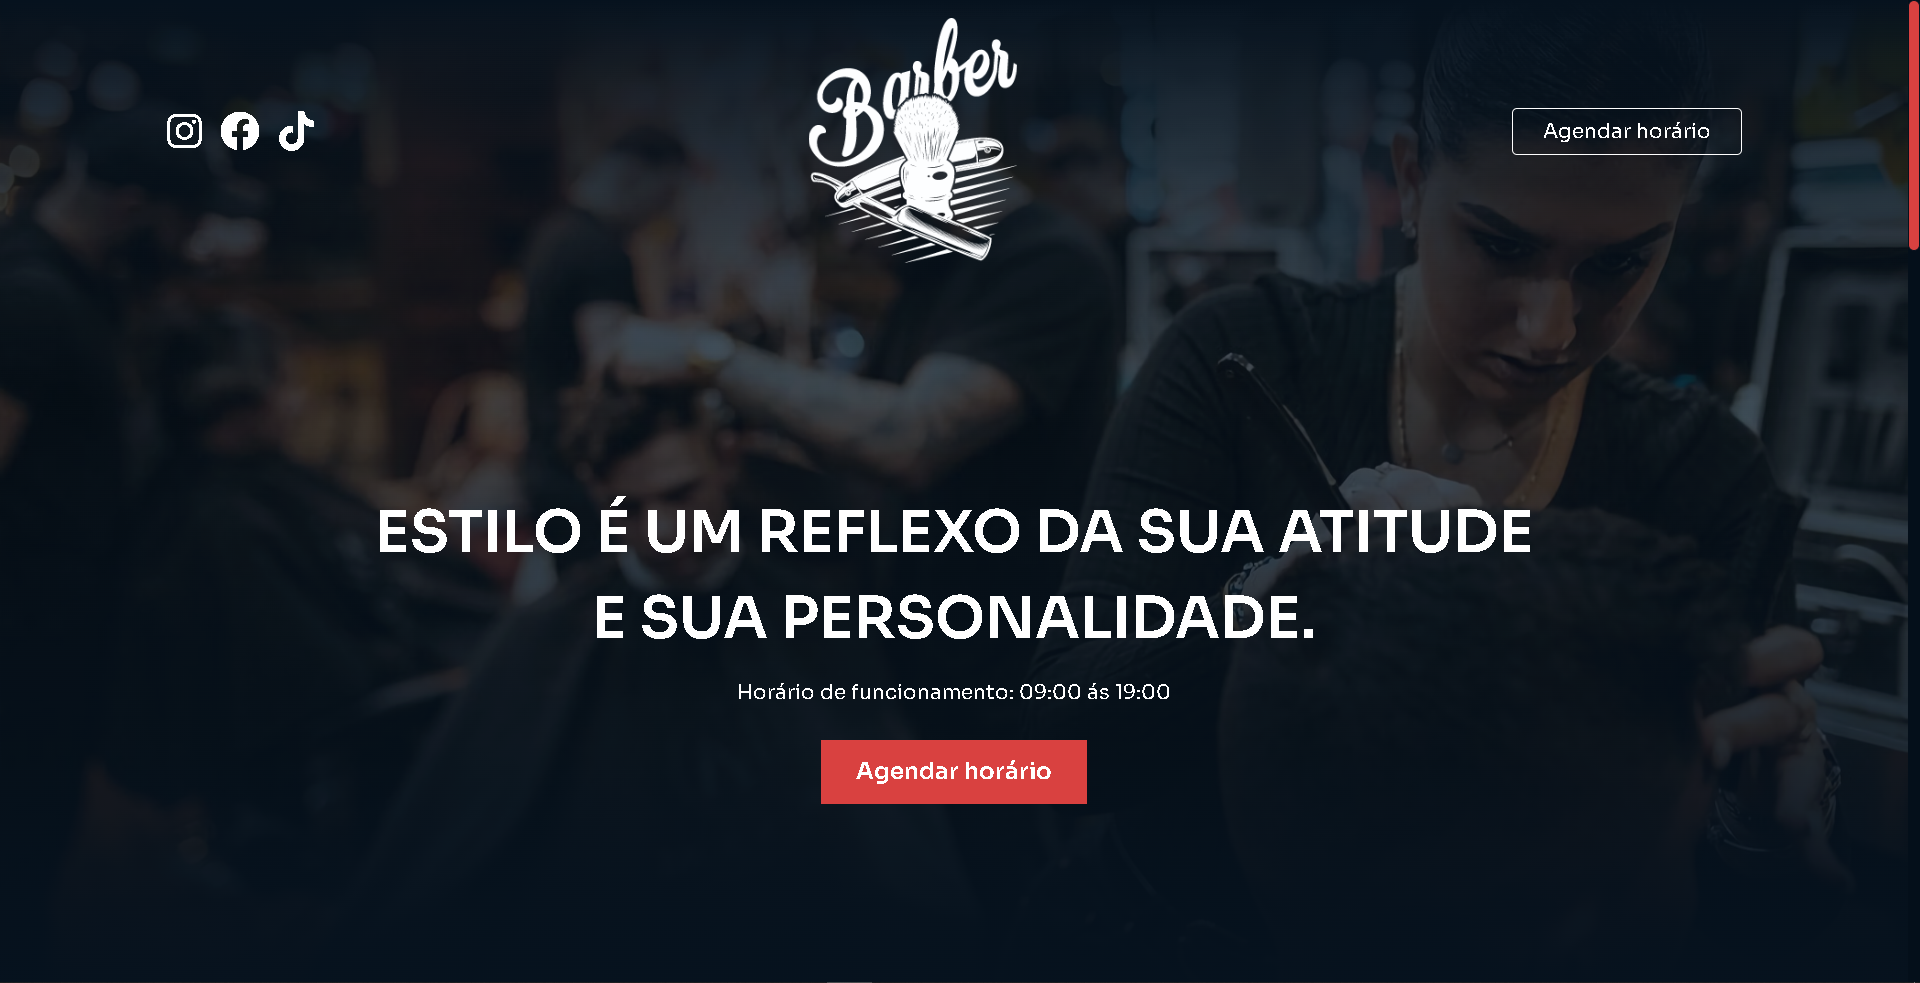 Barber
Agendar horário
ESTILO É UM REFLEXO DA SUA ATITUDE
E SUA PERSONALIDADE.
Horário de funcionamento: 09:00 ás 19:00
Agendar horário